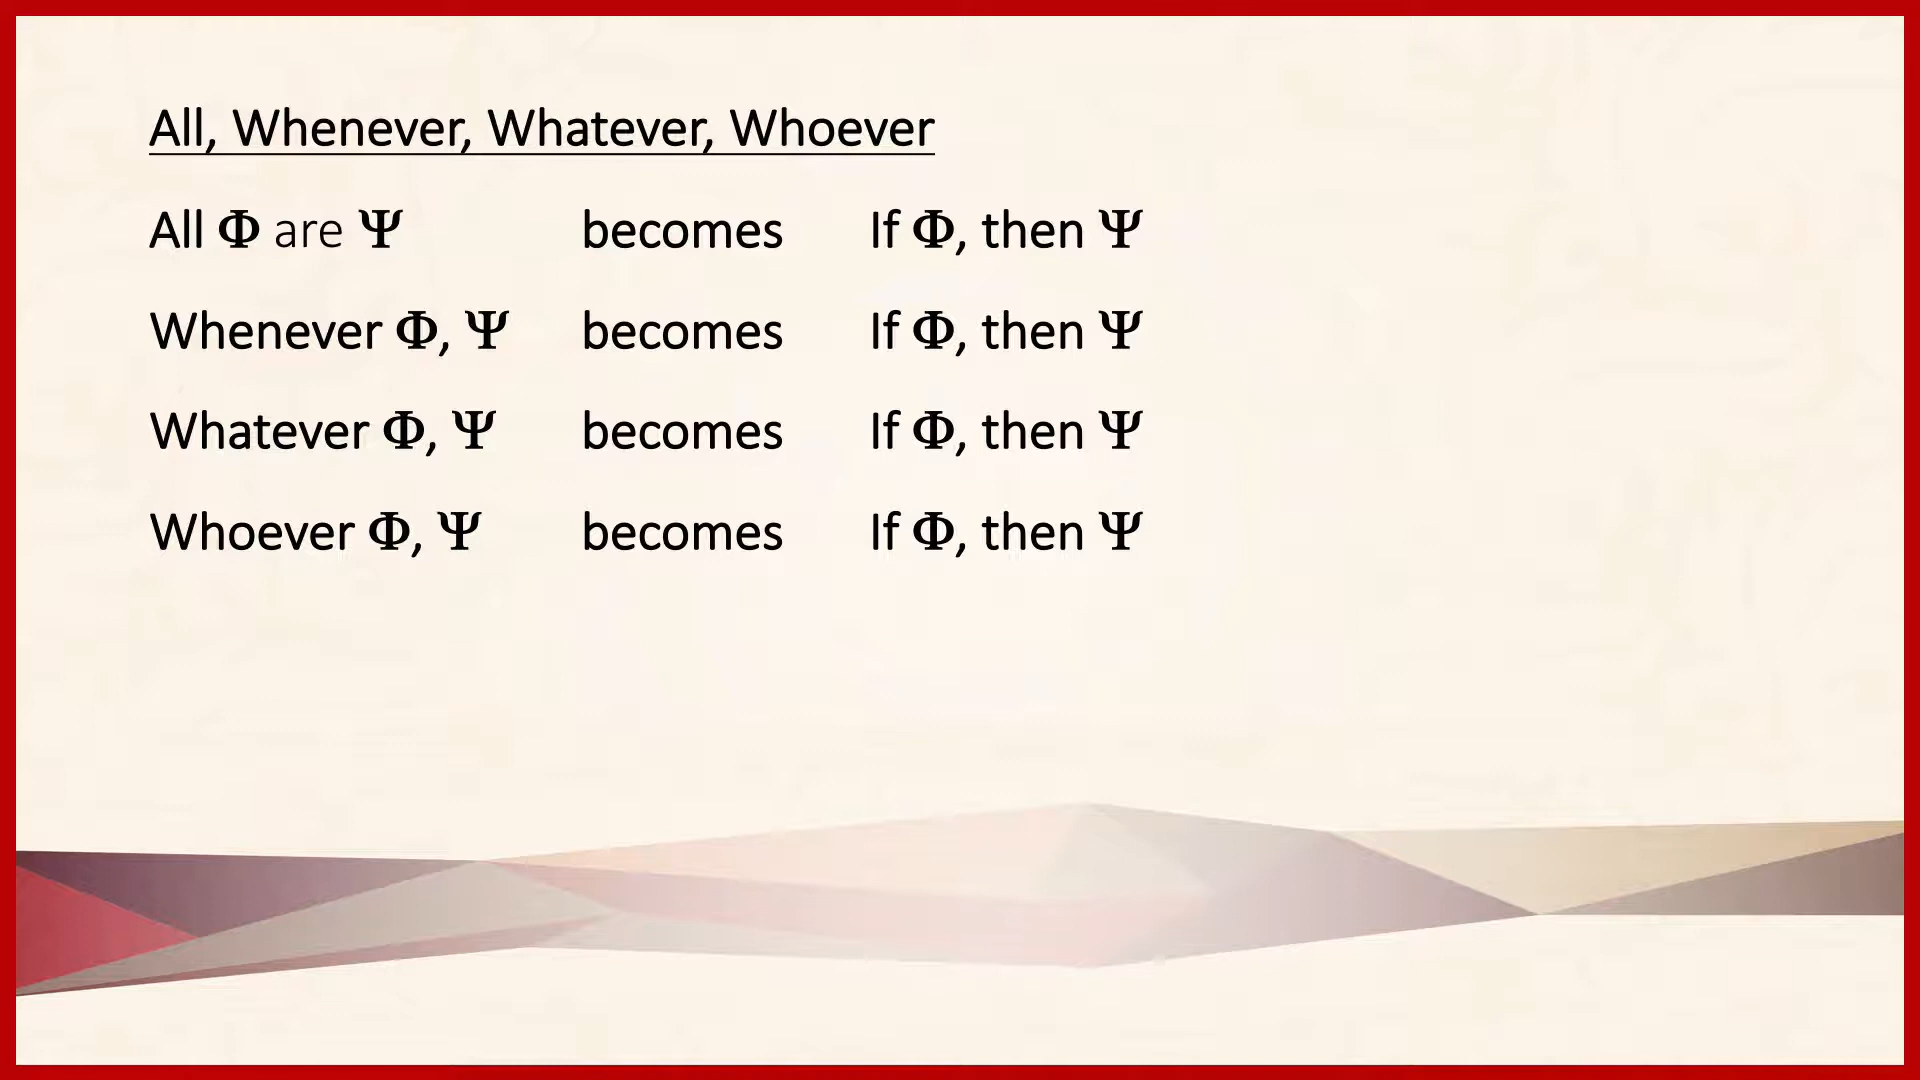 All, Whenever, Whatever, Whoever
All Φ are Ψ becomes If Φ, then Ψ
Whenever Φ, Ψ becomes If Φ, then Ψ
Whatever Φ, Ψ becomes If Φ, then Ψ
Whoever Φ, Ψ becomes If Φ, then Ψ